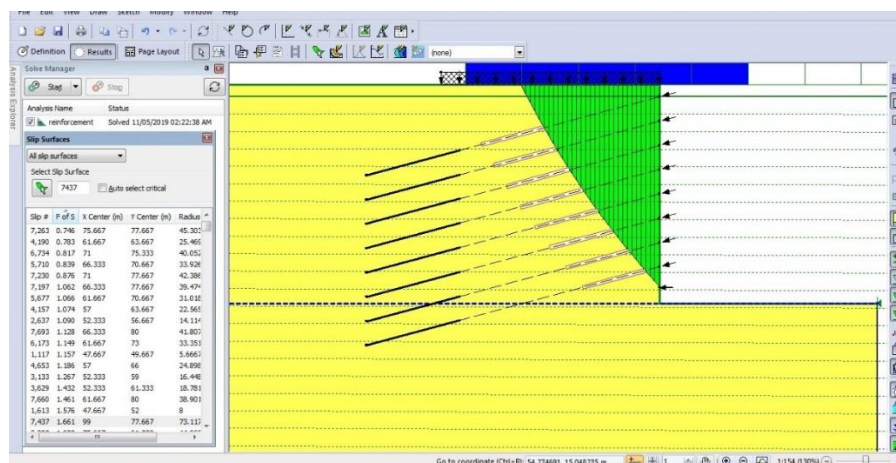 File Edit View Draw Sketch Modify Window Help
Definition Results Page Layout (none)
Analysis Explorer
Solve Manager
Start Stop
Analysis Name Status
reinforcement Solved 11/05/2019 02:22:38 AM
Slip Surfaces
All slip surfaces
Select Slip Surface
7437 Auto select critical
Slip # F of S X Center (m) Y Center (m) Radius
7,263 0.746 75.667 77.667 45.303
4,190 0.783 61.667 63.667 25.469
6,734 0.817 71 75.333 40.052
5,710 0.839 66.333 70.667 33.926
7,230 0.876 71 77.667 42.386
7,197 1.062 66.333 77.667 39.474
5,677 1.066 61.667 70.667 31.018
4,157 1.074 57 63.667 22.565
2,637 1.090 52.333 56.667 14.114
7,693 1.128 66.333 80 41.807
6,173 1.149 61.667 73 33.351
1,117 1.157 47.667 49.667 5.6667
4,653 1.186 57 66 24.898
3,133 1.267 52.333 59 16.448
3,629 1.432 52.333 61.333 18.781
7,660 1.461 61.667 80 38.901
1,613 1.576 47.667 52 8
7,437 1.661 99 77.667 73.117
Go to coordinate (Ctrl+R): 54.274691, 15.048235 m 1 1:154 (130%)